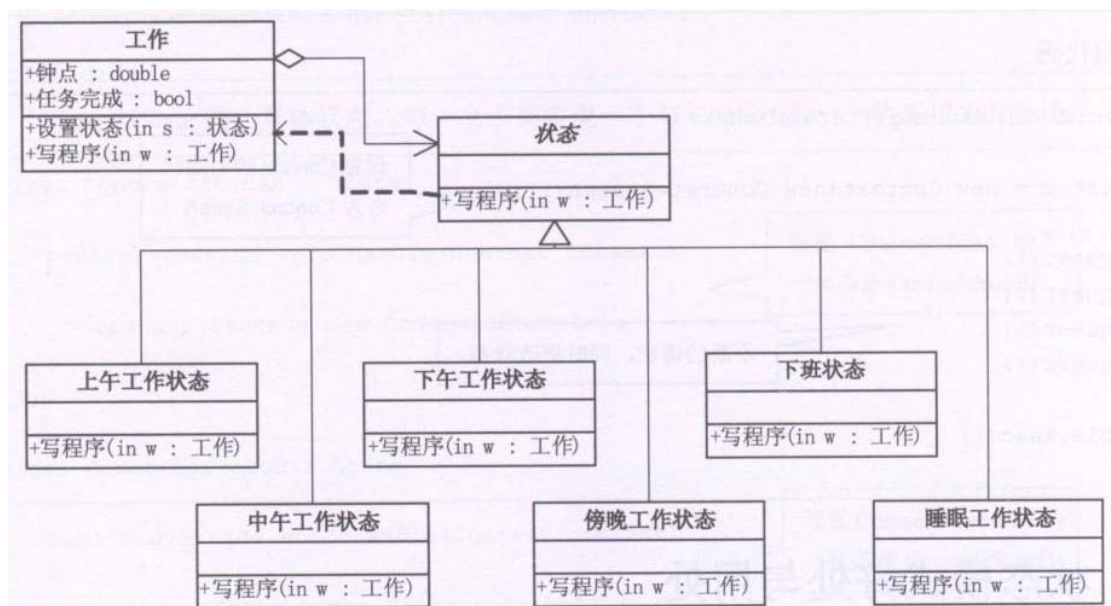 工作
+钟点 : double
+任务完成 : bool
+设置状态(in s : 状态)
+写程序(in w : 工作)
状态
+写程序(in w : 工作)
上午工作状态
+写程序(in w : 工作)
下午工作状态
+写程序(in w : 工作)
下班状态
+写程序(in w : 工作)
中午工作状态
+写程序(in w : 工作)
傍晚工作状态
+写程序(in w : 工作)
睡眠工作状态
+写程序(in w : 工作)